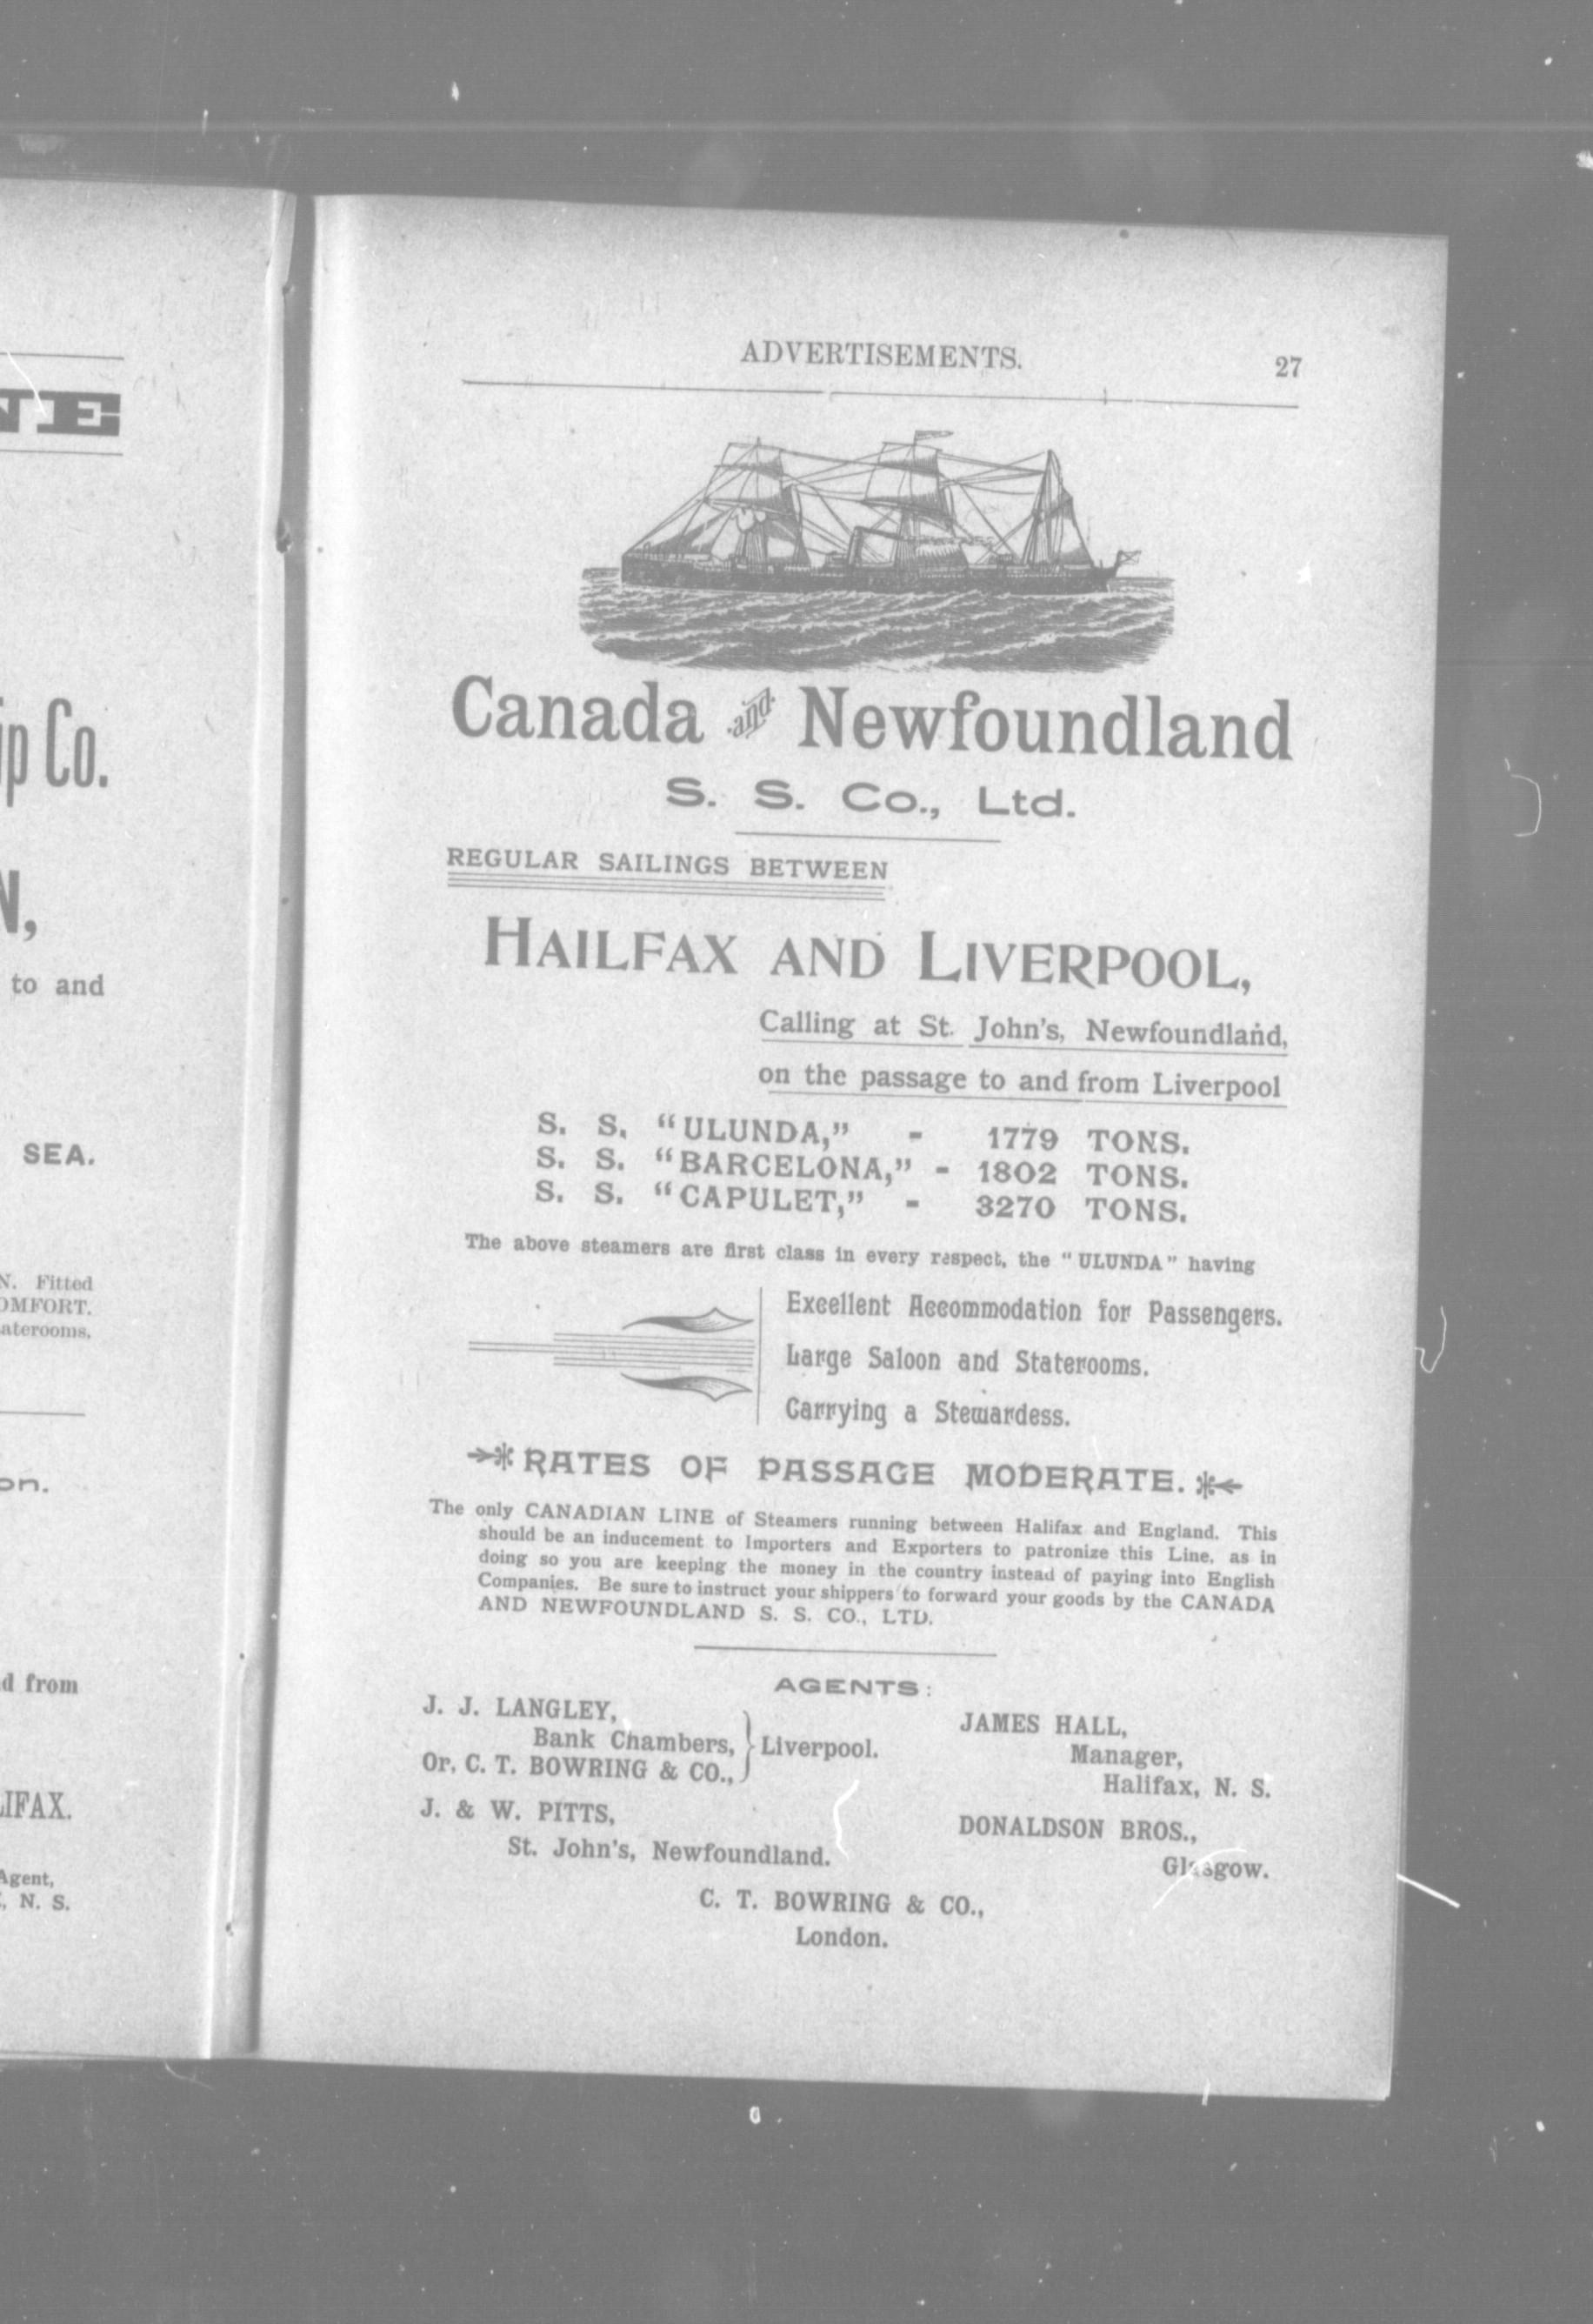 NE
ip Co.
N,
to and
SEA.
N. Fitted
OMFORT.
aterooms.
on.
d from
LIFAX.
Agent,
, N. S.
ADVERTISEMENTS.
27
Canada and Newfoundland
S. S. Co., Ltd.
REGULAR SAILINGS BETWEEN
HAILFAX AND LIVERPOOL,
Calling at St. John's, Newfoundland,
on the passage to and from Liverpool
S. S. "ULUNDA," - 1779 TONS.
S. S. "BARCELONA," - 1802 TONS.
S. S. "CAPULET," - 3270 TONS.
The above steamers are first class in every respect, the "ULUNDA" having
Excellent Accommodation for Passengers.
Large Saloon and Staterooms.
Carrying a Stewardess.
RATES OF PASSAGE MODERATE.
The only CANADIAN LINE of Steamers running between Halifax and England. This
should be an inducement to Importers and Exporters to patronize this Line, as in
doing so you are keeping the money in the country instead of paying into English
Companies. Be sure to instruct your shippers to forward your goods by the CANADA
AND NEWFOUNDLAND S. S. CO., LTD.
AGENTS:
J. J. LANGLEY,
Bank Chambers,
Or, C. T. BOWRING & CO.,
Liverpool.
JAMES HALL,
Manager,
Halifax, N. S.
J. & W. PITTS,
St. John's, Newfoundland.
DONALDSON BROS.,
Glasgow.
C. T. BOWRING & CO.,
London.